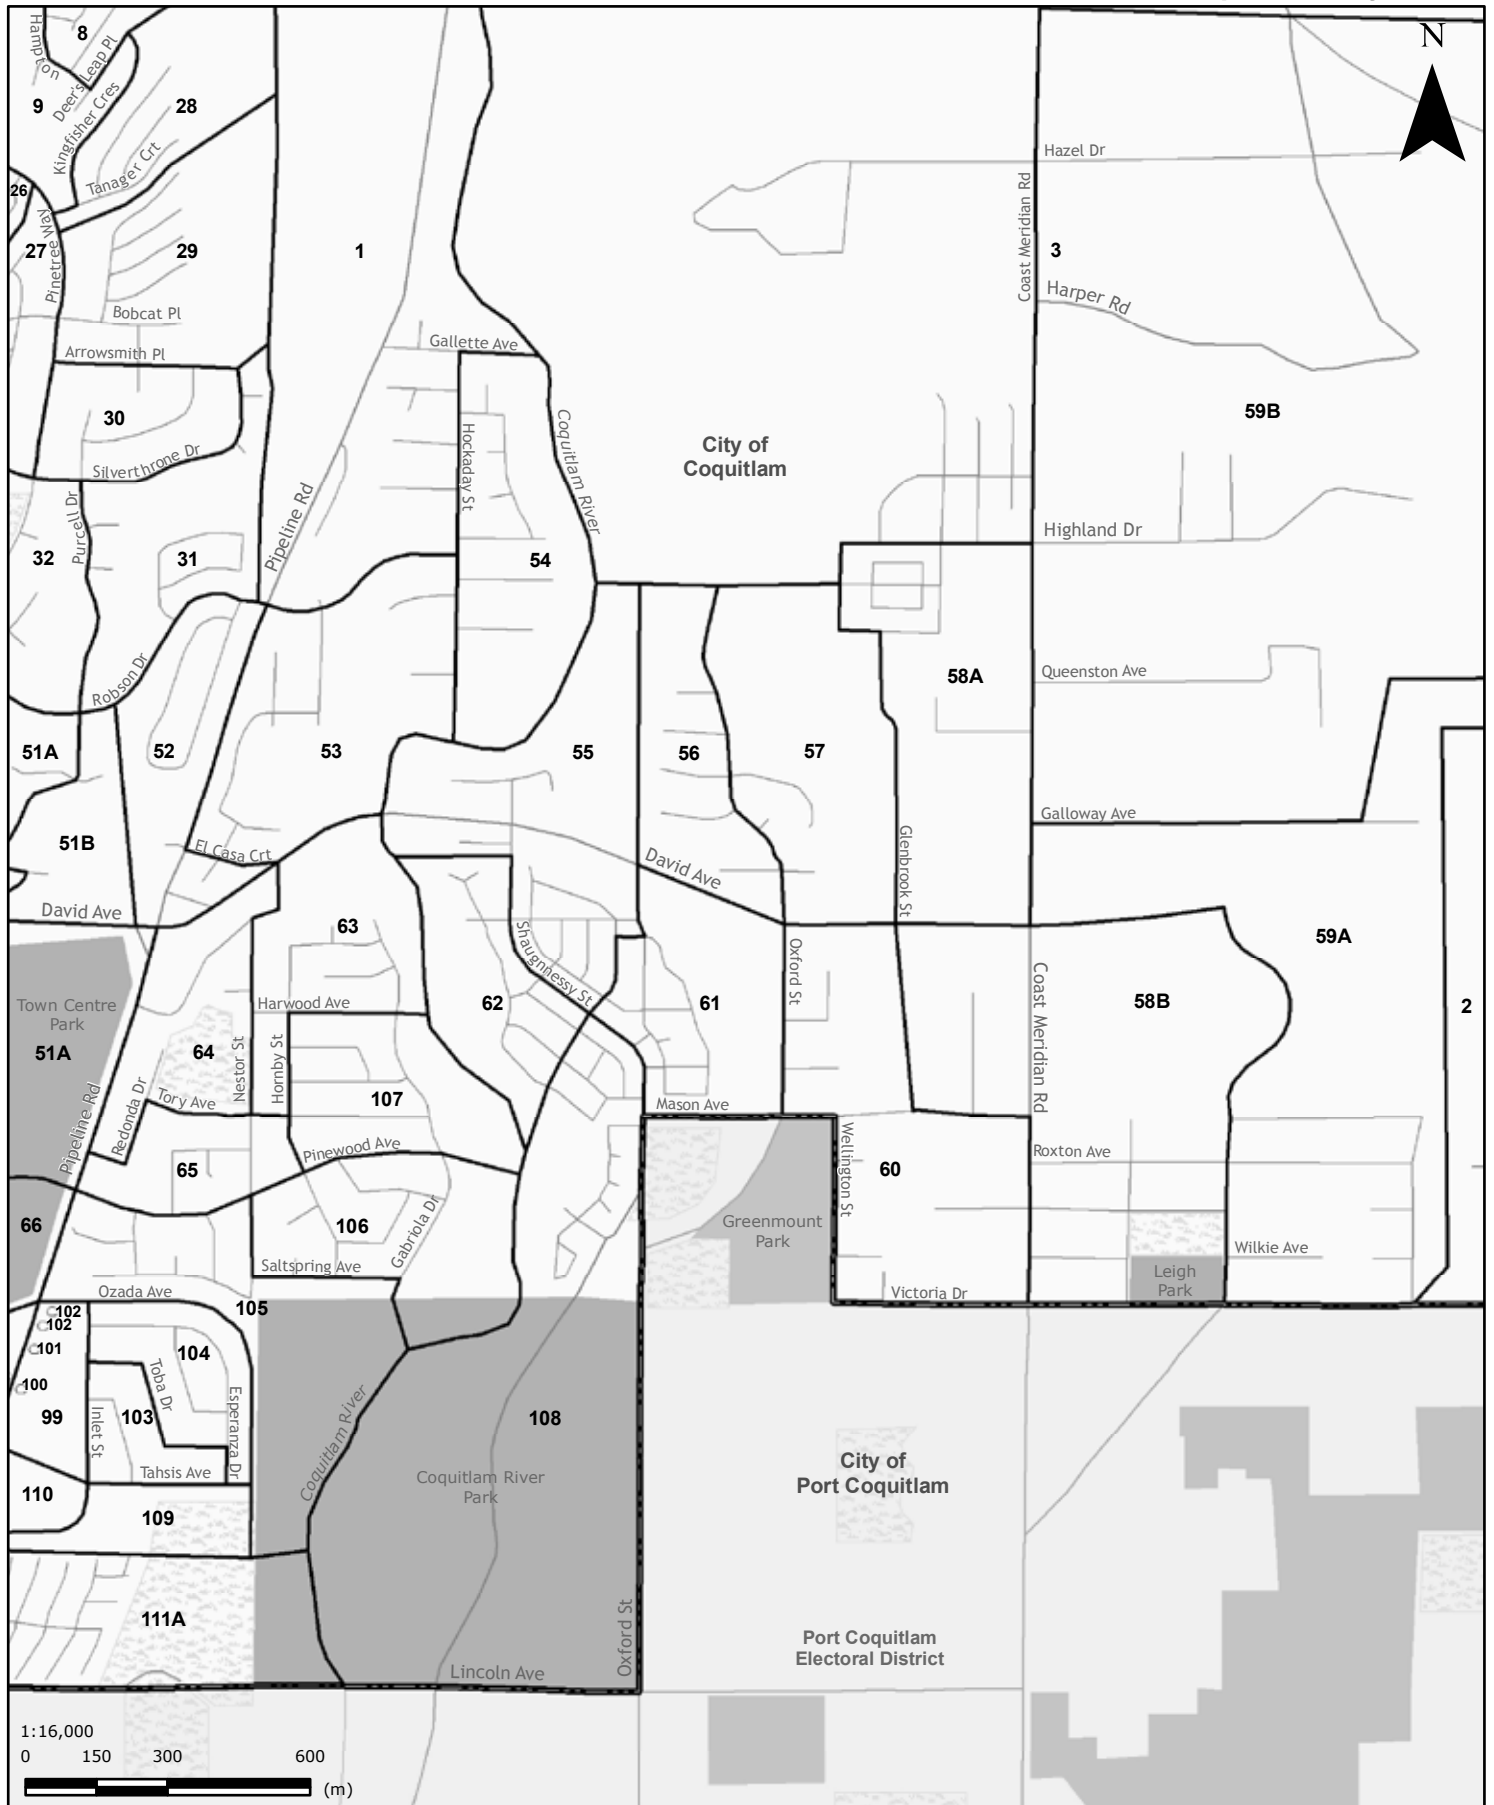 8
N
Hampton
Deer's Leap Pl
9
28
Kingfisher Cres
Hazel Dr
Tanager Crt
26
Coast Meridian Rd
Pinetree Way
27
29
1
3
Harper Rd
Bobcat Pl
Gallette Ave
Arrowsmith Pl
30
59B
Hockaday St
Coquitlam River
City of
Coquitlam
Silverthrone Dr
Purcell Dr
Pipeline Rd
Highland Dr
32
31
54
Robson Dr
58A
Queenston Ave
51A
52
53
55
56
57
Galloway Ave
Glenbrook St
51B
El Casa Crt
David Ave
David Ave
63
Shaughnessy St
Oxford St
59A
Coast Meridian Rd
Town Centre
Park
Harwood Ave
62
61
58B
2
51A
64
Nestor St
Hornby St
Pipeline Rd
Redonda Dr
Tory Ave
107
Mason Ave
Wellington St
Pinewood Ave
Roxton Ave
65
60
66
106
Gabriola Dr
Greenmount
Park
Wilkie Ave
Saltspring Ave
Leigh
Park
Ozada Ave
Victoria Dr
105
102
102
101
104
Toba Dr
100
Esperanza Dr
99
Inlet St
103
Coquitlam River
108
Tahsis Ave
Coquitlam River
Park
City of
Port Coquitlam
110
109
111A
Oxford St
Port Coquitlam
Electoral District
Lincoln Ave
1:16,000
0 150 300 600
(m)